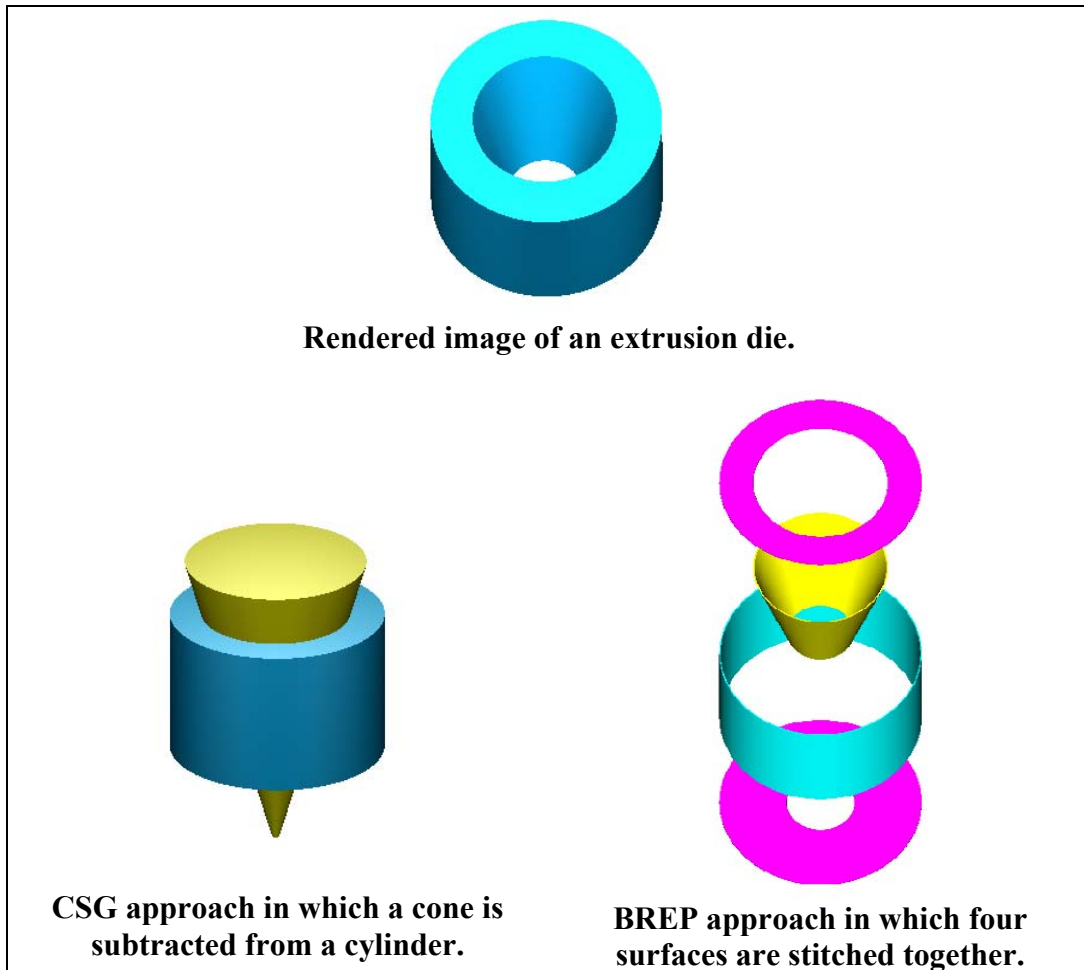 Rendered image of an extrusion die.
CSG approach in which a cone is
subtracted from a cylinder.
BREP approach in which four
surfaces are stitched together.